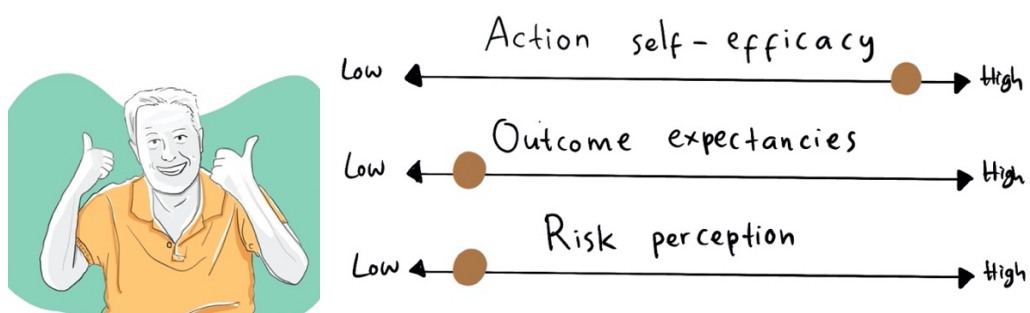 Action self-efficacy
Low High
Outcome expectancies
Low High
Risk perception
Low High